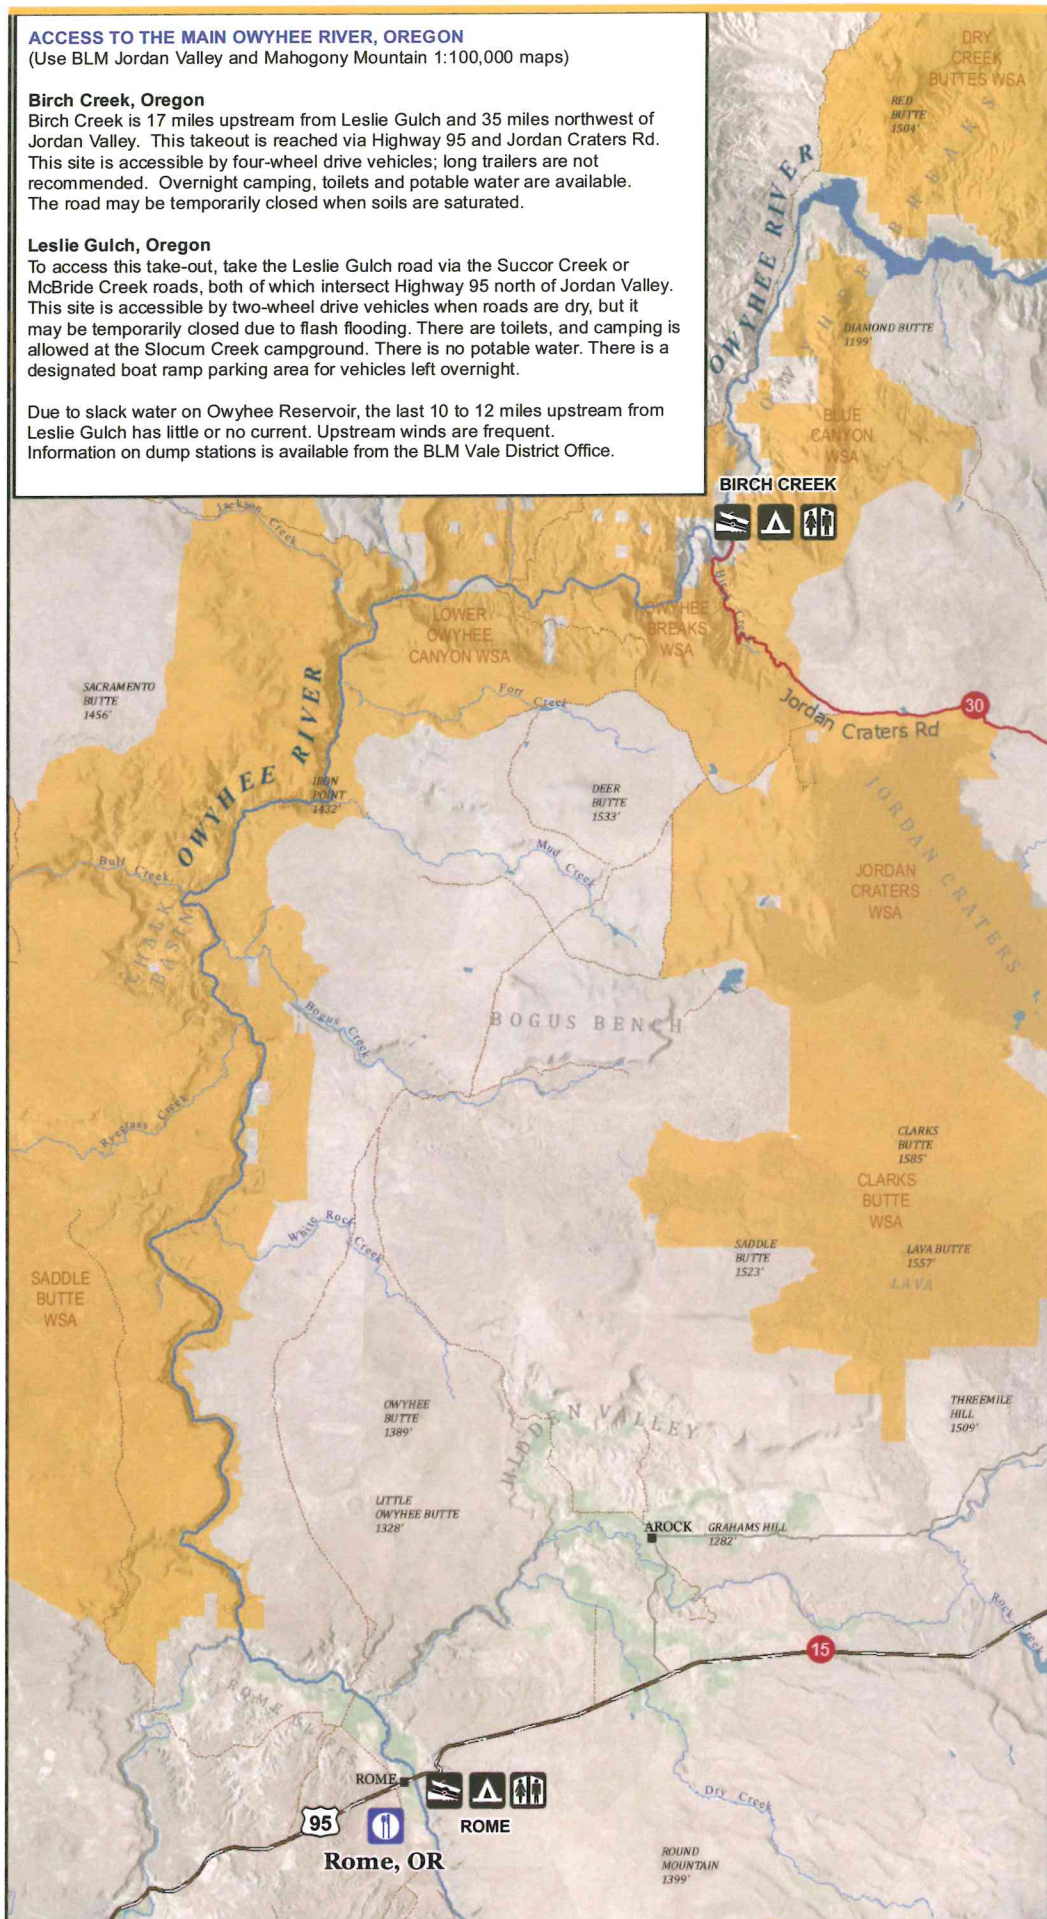 ACCESS TO THE MAIN OWYHEE RIVER, OREGON
(Use BLM Jordan Valley and Mahogony Mountain 1:100,000 maps)
Birch Creek, Oregon
Birch Creek is 17 miles upstream from Leslie Gulch and 35 miles northwest of
Jordan Valley. This takeout is reached via Highway 95 and Jordan Craters Rd.
This site is accessible by four-wheel drive vehicles; long trailers are not
recommended. Overnight camping, toilets and potable water are available.
The road may be temporarily closed when soils are saturated.
Leslie Gulch, Oregon
To access this take-out, take the Leslie Gulch road via the Succor Creek or
McBride Creek roads, both of which intersect Highway 95 north of Jordan Valley.
This site is accessible by two-wheel drive vehicles when roads are dry, but it
may be temporarily closed due to flash flooding. There are toilets, and camping is
allowed at the Slocum Creek campground. There is no potable water. There is a
designated boat ramp parking area for vehicles left overnight.
Due to slack water on Owyhee Reservoir, the last 10 to 12 miles upstream from
Leslie Gulch has little or no current. Upstream winds are frequent.
Information on dump stations is available from the BLM Vale District Office.
DRY
CREEK
BUTTES WSA
RED
BUTTE
1504'
OWYHEE RIVER
OWYHEE BREAKS
DIAMOND BUTTE
1199'
BLUE
CANYON
WSA
BIRCH CREEK
Jackson Creek
Birch Creek
LOWER
OWYHEE
CANYON WSA
OWYHEE
BREAKS
WSA
SACRAMENTO
BUTTE
1456'
Fort Creek
Jordan Craters Rd
30
OWYHEE RIVER
IRON
POINT
1432'
DEER
BUTTE
1533'
JORDAN CRATERS
Mud Creek
Bull Creek
JORDAN
CRATERS
WSA
CHALK
BASIN
Bogus Creek
BOGUS BENCH
Ryegrass Creek
CLARKS
BUTTE
1585'
CLARKS
BUTTE
WSA
White Rock Creek
SADDLE
BUTTE
1523'
LAVA BUTTE
1557'
LAVA
SADDLE
BUTTE
WSA
OWYHEE
BUTTE
1389'
HIDDEN VALLEY
THREEMILE
HILL
1509'
LITTLE
OWYHEE BUTTE
1328'
AROCK
GRAHAMS HILL
1282'
Rock Creek
15
ROME
ROME
95
ROME
Dry Creek
Rome, OR
ROUND
MOUNTAIN
1399'